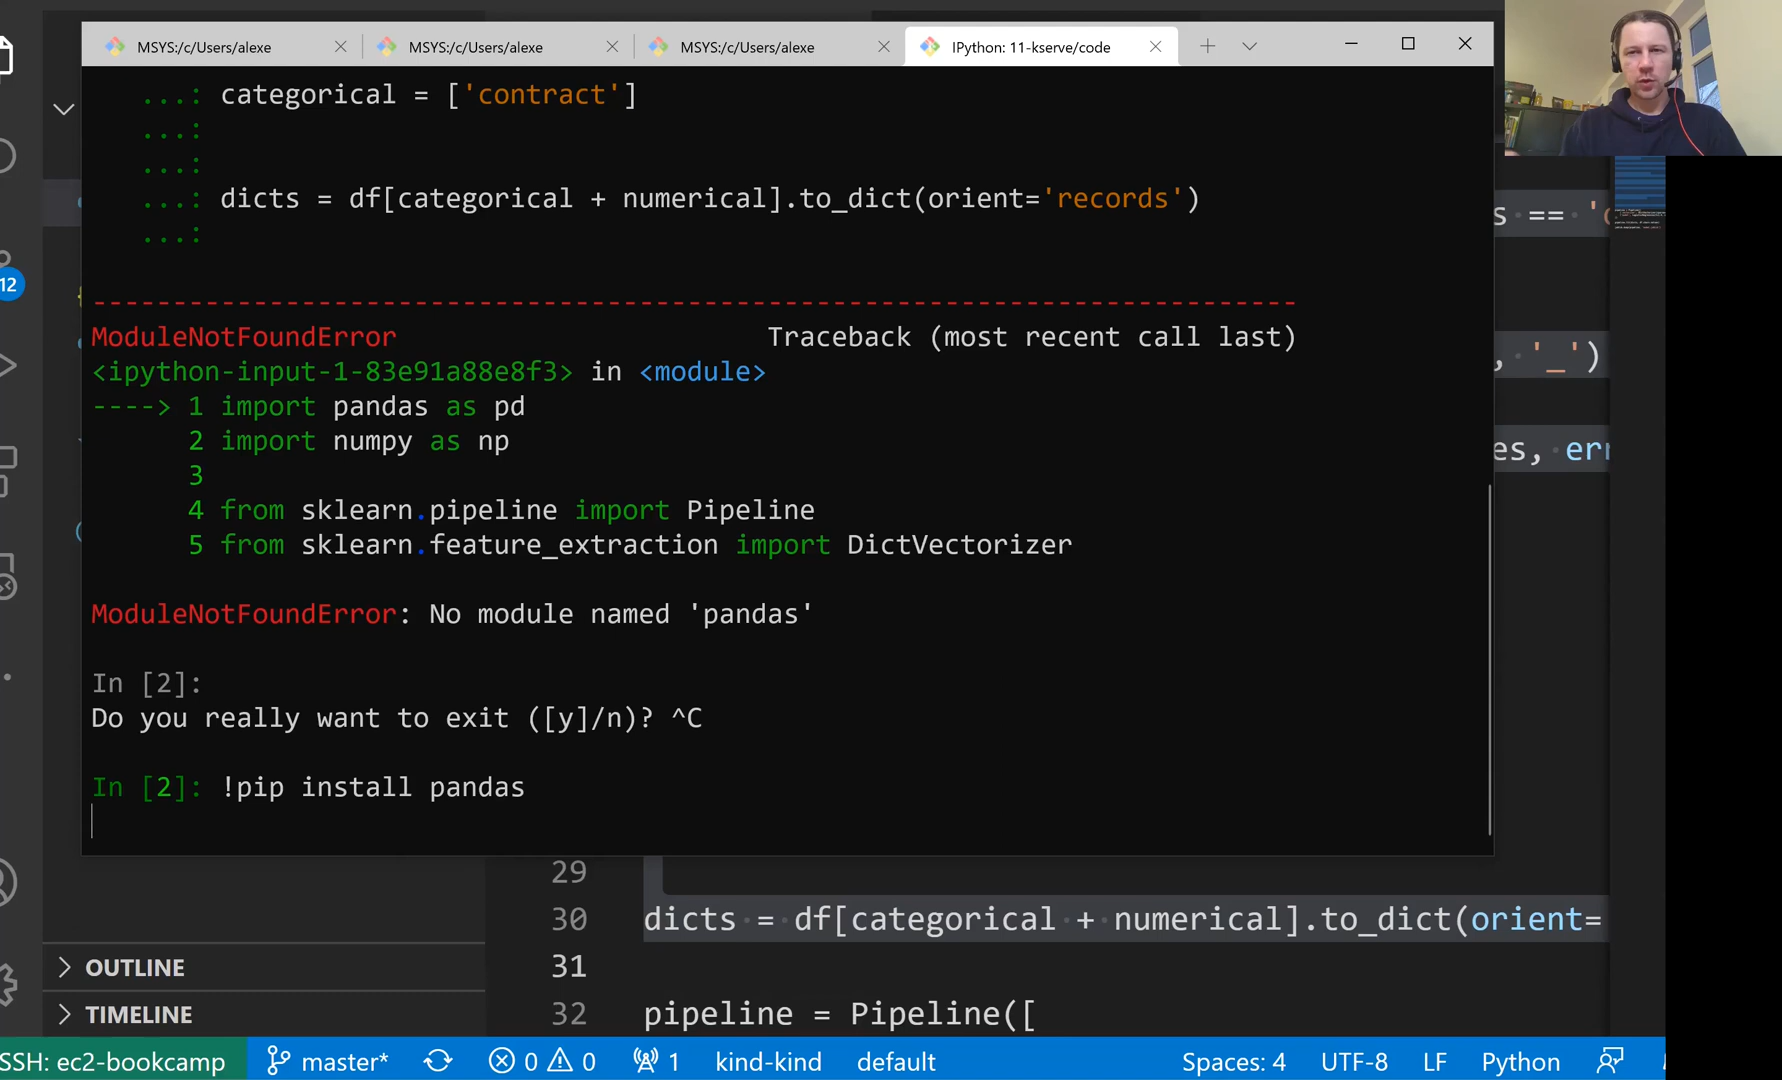 MSYS:/c/Users/alexe
MSYS:/c/Users/alexe
MSYS:/c/Users/alexe
IPython: 11-kserve/code
...: categorical = ['contract']
...:
...:
...: dicts = df[categorical + numerical].to_dict(orient='records')
...:
---------------------------------------------------------------------------
ModuleNotFoundError Traceback (most recent call last)
<ipython-input-1-83e91a88e8f3> in <module>
----> 1 import pandas as pd
2 import numpy as np
3
4 from sklearn.pipeline import Pipeline
5 from sklearn.feature_extraction import DictVectorizer
ModuleNotFoundError: No module named 'pandas'
In [2]:
Do you really want to exit ([y]/n)? ^C
In [2]: !pip install pandas
s == '
, '_')
es, err
12
29
30 dicts = df[categorical + numerical].to_dict(orient=
31
32 pipeline = Pipeline([
OUTLINE
TIMELINE
SSH: ec2-bookcamp master* 0 0 1 kind-kind default Spaces: 4 UTF-8 LF Python